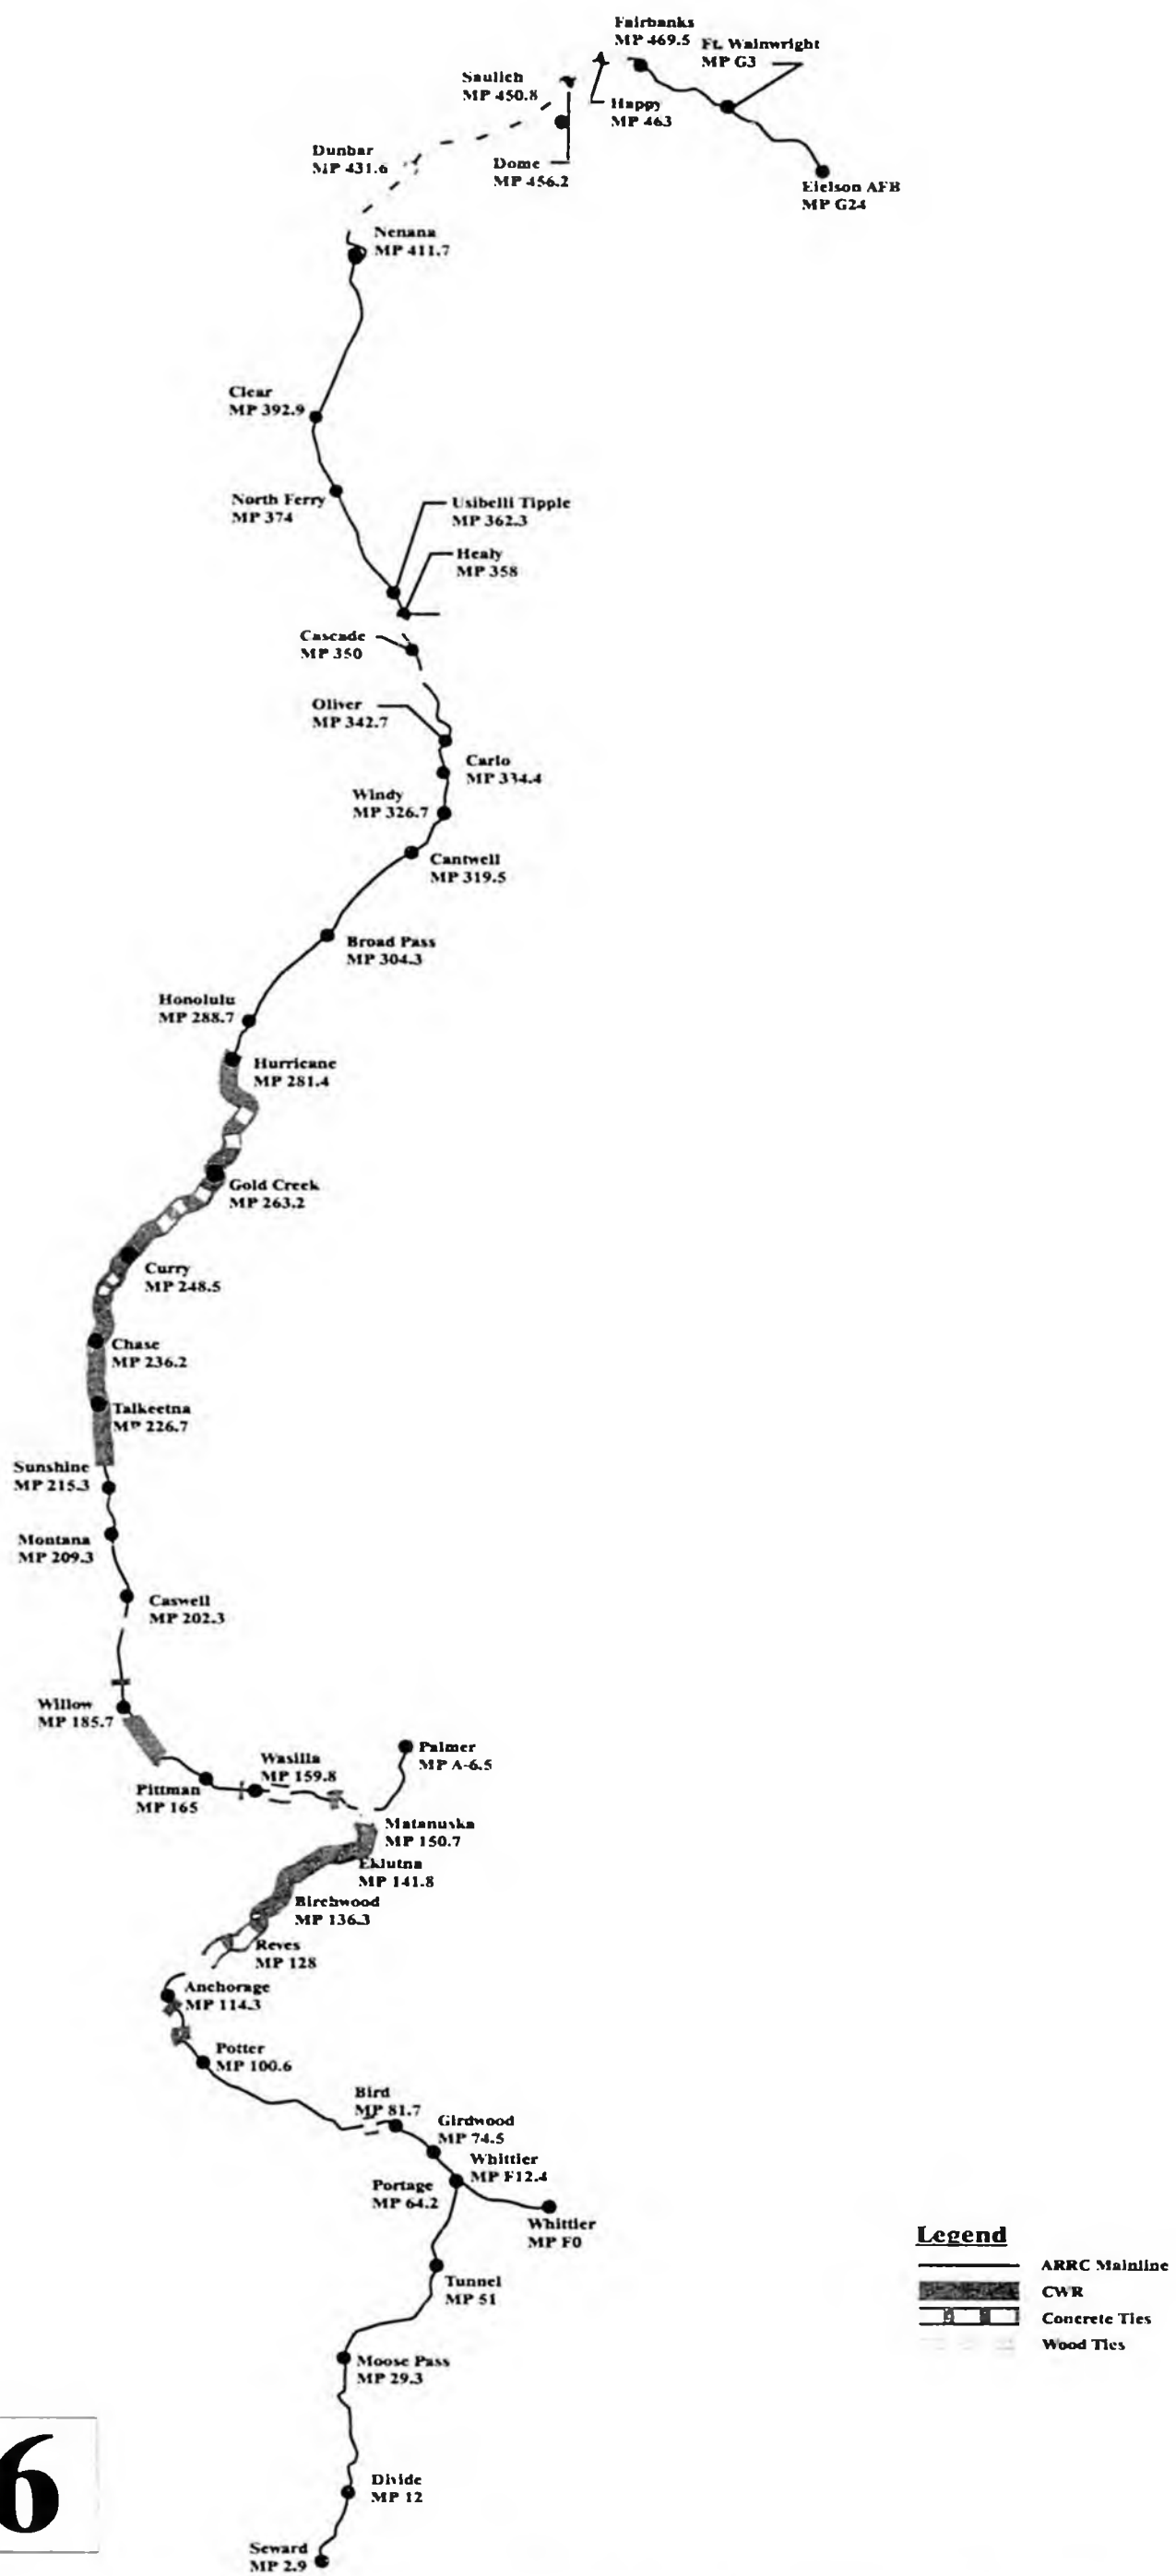 Fairbanks
MP 469.5
Ft. Wainwright
MP G3
Saulich
MP 450.8
Happy
MP 463
Dunbar
MP 431.6
Dome
MP 456.2
Eielson AFB
MP G24
Nenana
MP 411.7
Clear
MP 392.9
North Ferry
MP 374
Usibelli Tipple
MP 362.3
Healy
MP 358
Cascade
MP 350
Oliver
MP 342.7
Carlo
MP 334.4
Windy
MP 326.7
Cantwell
MP 319.5
Broad Pass
MP 304.3
Honolulu
MP 288.7
Hurricane
MP 281.4
Gold Creek
MP 263.2
Curry
MP 248.5
Chase
MP 236.2
Talkeetna
MP 226.7
Sunshine
MP 215.3
Montana
MP 209.3
Caswell
MP 202.3
Willow
MP 185.7
Palmer
MP A-6.5
Wasilla
MP 159.8
Pittman
MP 165
Matanuska
MP 150.7
Eklutna
MP 141.8
Birchwood
MP 136.3
Reves
MP 128
Anchorage
MP 114.3
Potter
MP 100.6
Bird
MP 81.7
Girdwood
MP 74.5
Whittier
MP F12.4
Portage
MP 64.2
Whittier
MP F0
Tunnel
MP 51
Moose Pass
MP 29.3
Divide
MP 12
Seward
MP 2.9
Legend
ARRC Mainline
CWR
Concrete Ties
Wood Ties
6